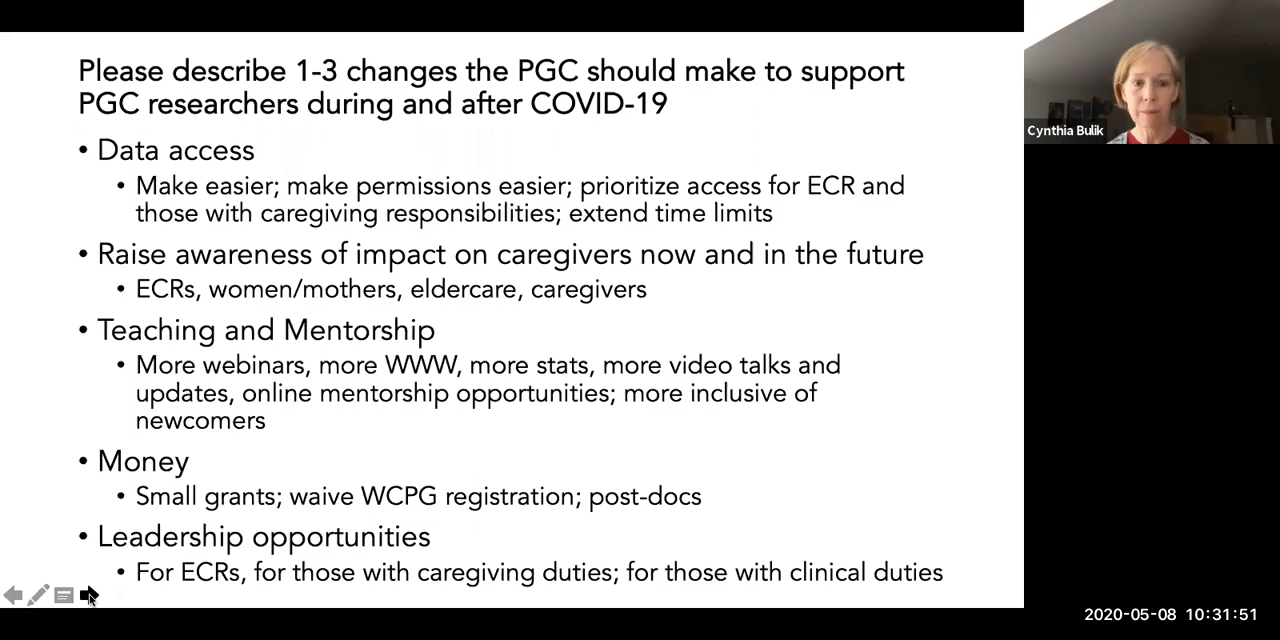 Please describe 1-3 changes the PGC should make to support
PGC researchers during and after COVID-19
• Data access
• Make easier; make permissions easier; prioritize access for ECR and
those with caregiving responsibilities; extend time limits
• Raise awareness of impact on caregivers now and in the future
• ECRs, women/mothers, eldercare, caregivers
• Teaching and Mentorship
• More webinars, more WWW, more stats, more video talks and
updates, online mentorship opportunities; more inclusive of
newcomers
• Money
• Small grants; waive WCPG registration; post-docs
• Leadership opportunities
• For ECRs, for those with caregiving duties; for those with clinical duties
Cynthia Bulik
2020-05-08 10:31:51